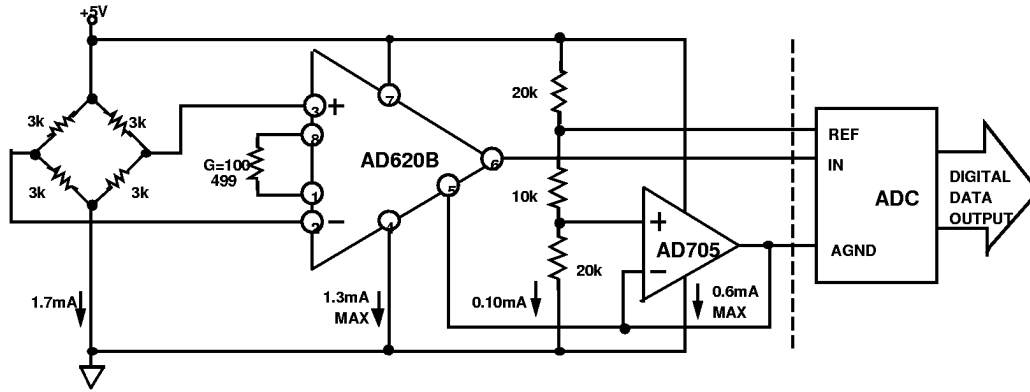 +5V
3k
3k
3k
3k
G=100
499
3
+
8
1
2
−
7
AD620B
6
5
4
20k
10k
20k
+
AD705
−
REF
IN
ADC
AGND
DIGITAL
DATA
OUTPUT
1.7mA
1.3mA
MAX
0.10mA
0.6mA
MAX